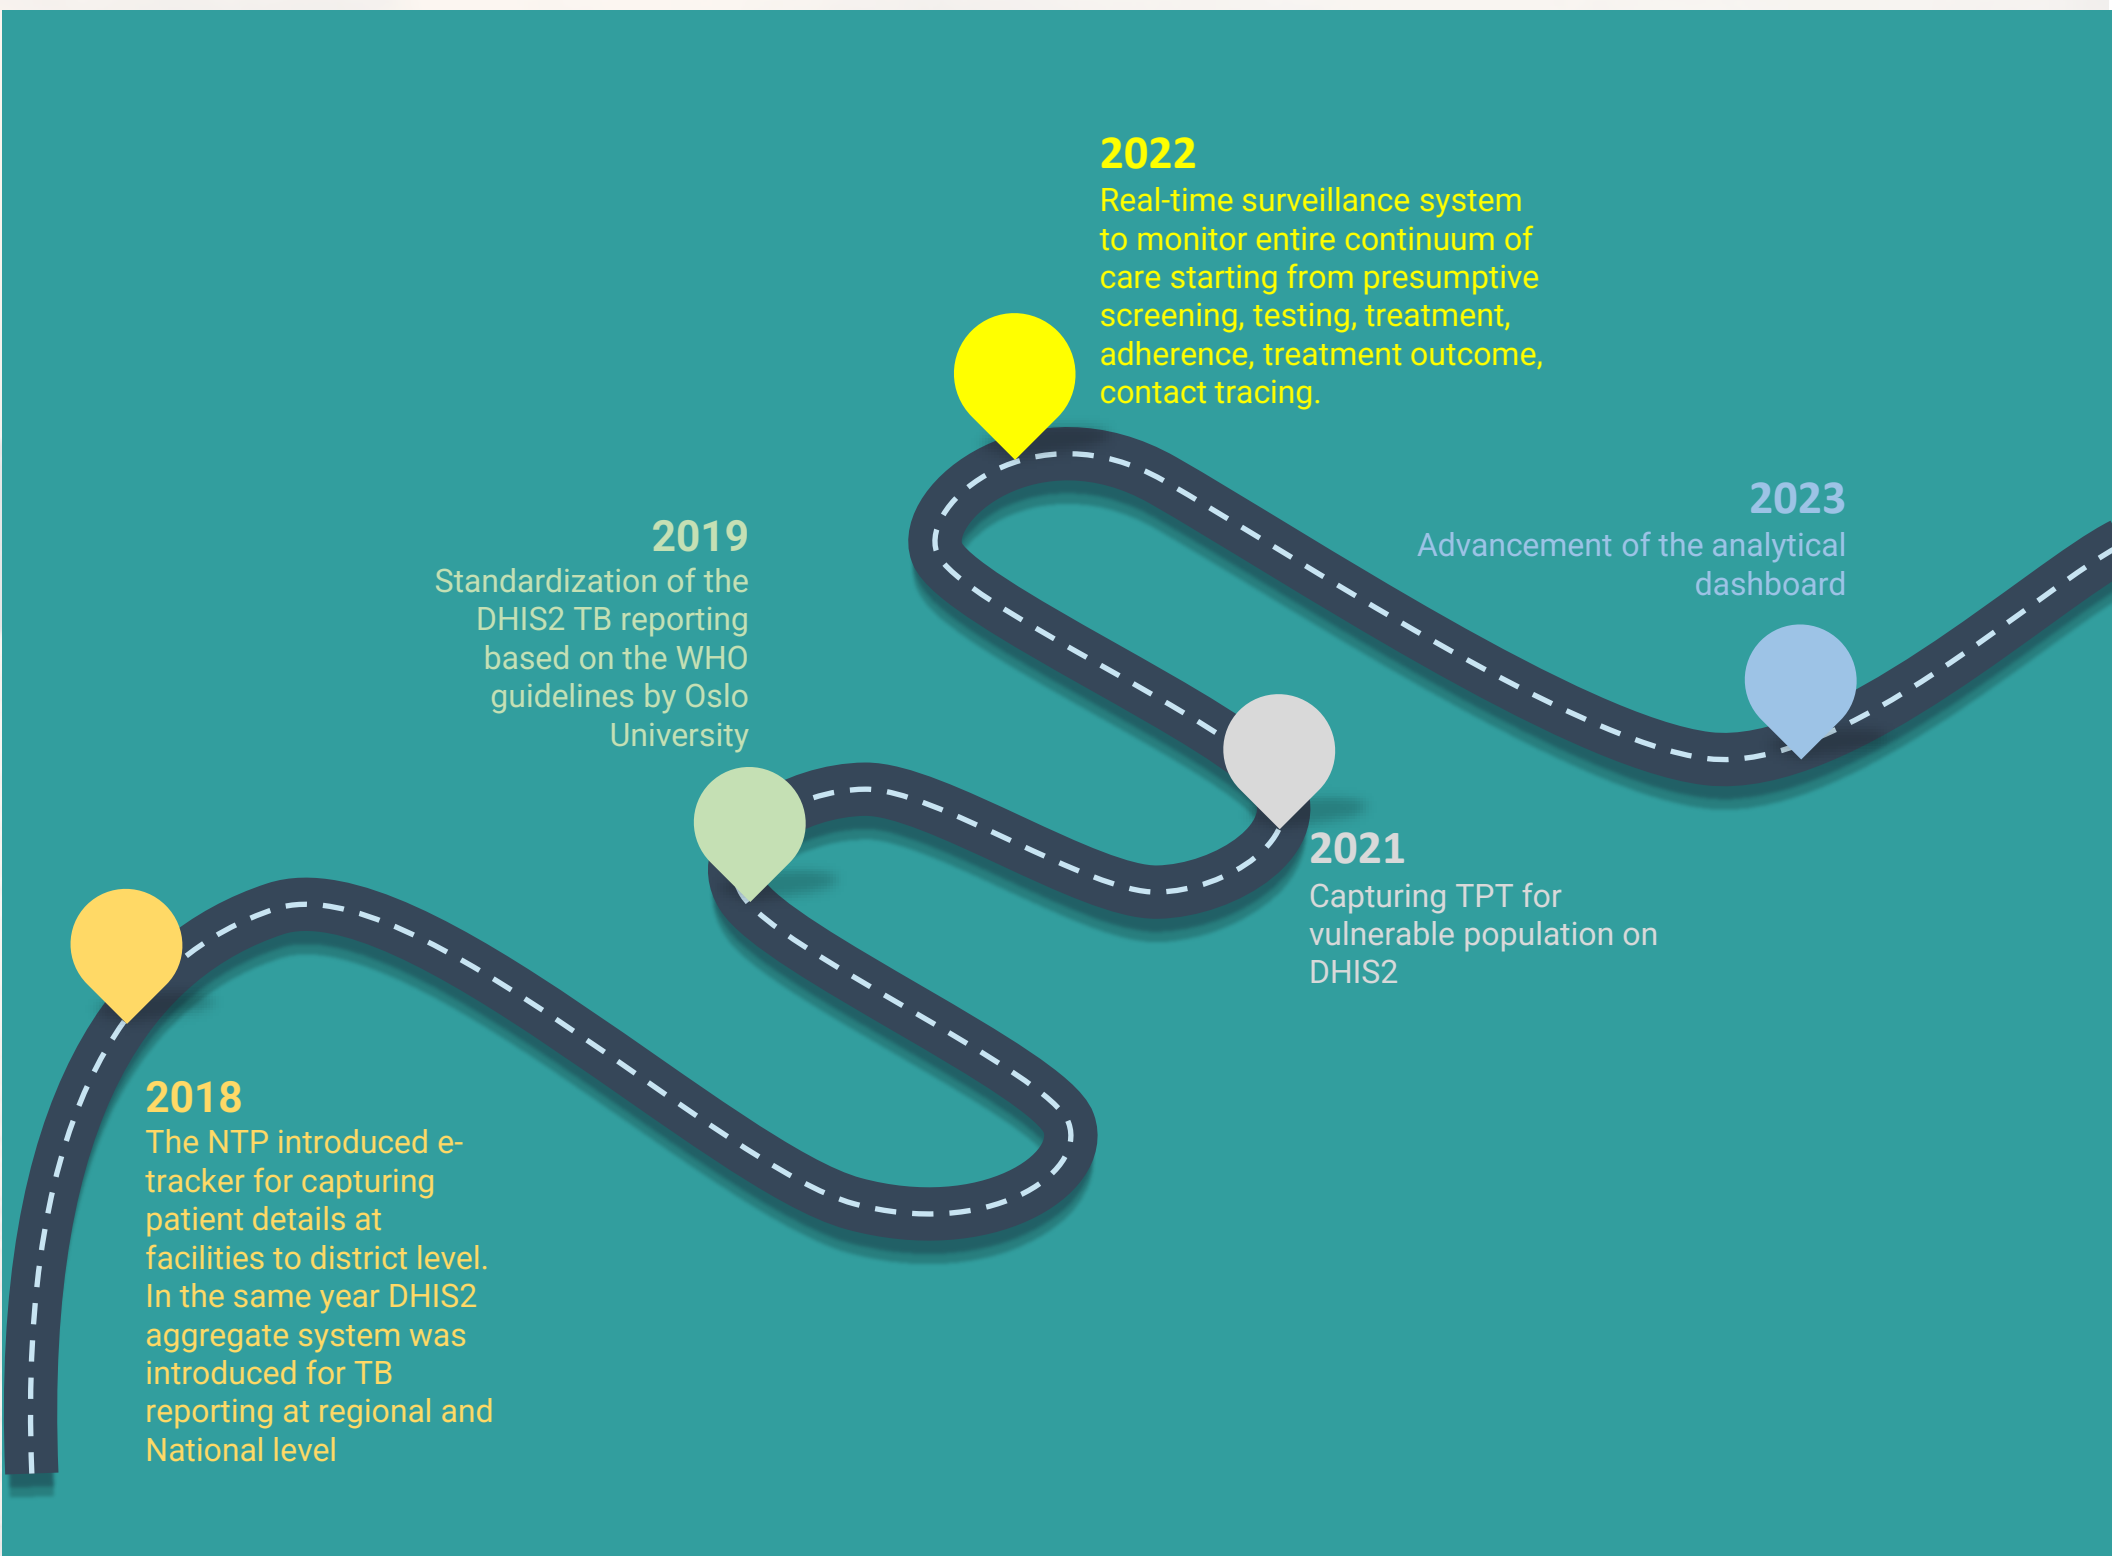 2022
Real-time surveillance system
to monitor entire continuum of
care starting from presumptive
screening, testing, treatment,
adherence, treatment outcome,
contact tracing.
2023
Advancement of the analytical
dashboard
2019
Standardization of the
DHIS2 TB reporting
based on the WHO
guidelines by Oslo
University
2021
Capturing TPT for
vulnerable population on
DHIS2
2018
The NTP introduced e-
tracker for capturing
patient details at
facilities to district level.
In the same year DHIS2
aggregate system was
introduced for TB
reporting at regional and
National level